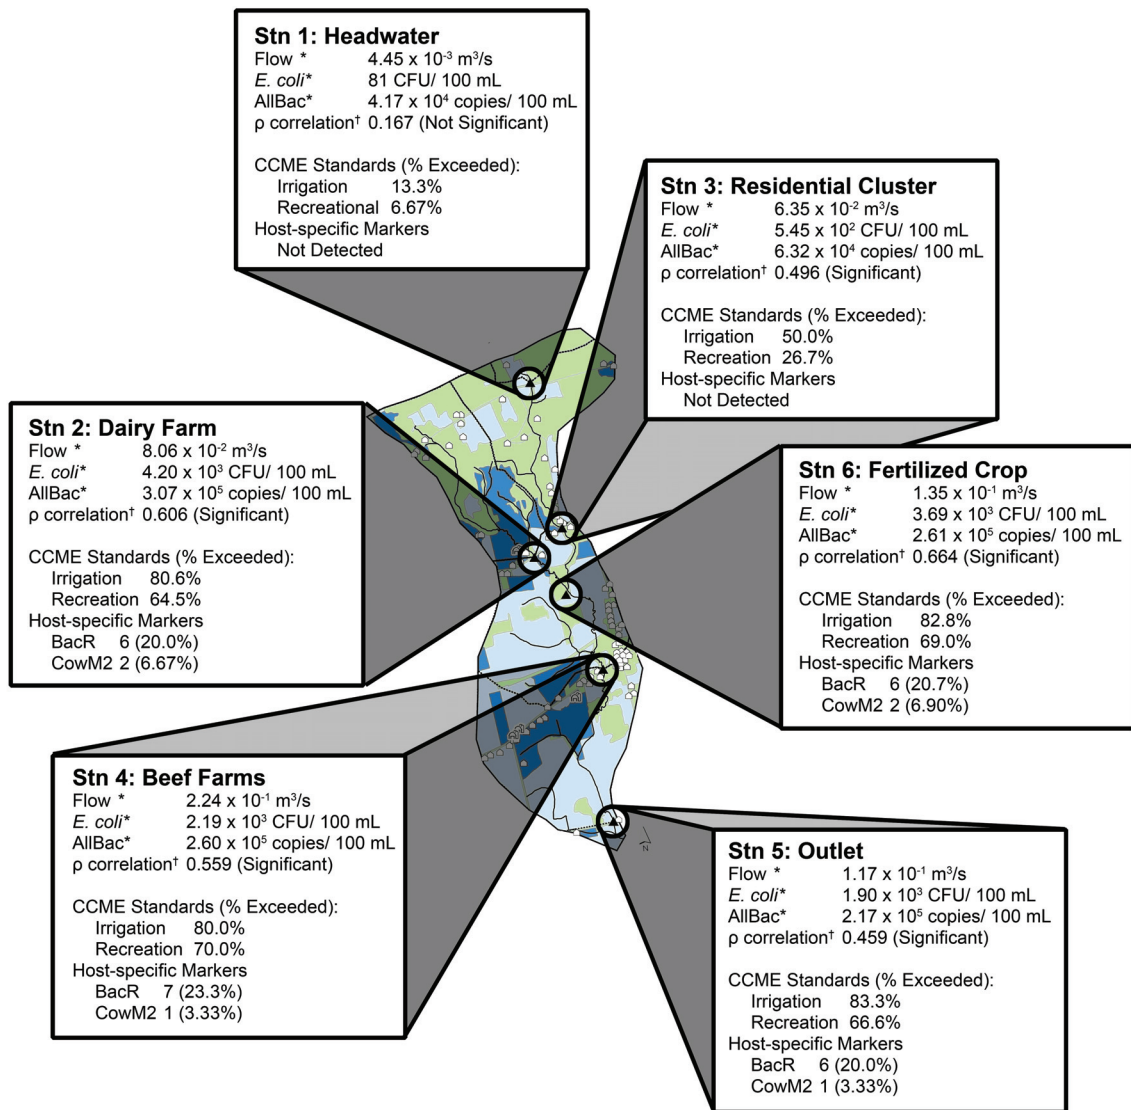 Stn 1: Headwater
Flow * 4.45 x 10⁻³ m³/s
E. coli* 81 CFU/ 100 mL
AllBac* 4.17 x 10⁴ copies/ 100 mL
ρ correlation† 0.167 (Not Significant)
CCME Standards (% Exceeded):
Irrigation 13.3%
Recreational 6.67%
Host-specific Markers
Not Detected
Stn 3: Residential Cluster
Flow * 6.35 x 10⁻² m³/s
E. coli* 5.45 x 10² CFU/ 100 mL
AllBac* 6.32 x 10⁴ copies/ 100 mL
ρ correlation† 0.496 (Significant)
CCME Standards (% Exceeded):
Irrigation 50.0%
Recreation 26.7%
Host-specific Markers
Not Detected
Stn 2: Dairy Farm
Flow * 8.06 x 10⁻² m³/s
E. coli* 4.20 x 10³ CFU/ 100 mL
AllBac* 3.07 x 10⁵ copies/ 100 mL
ρ correlation† 0.606 (Significant)
CCME Standards (% Exceeded):
Irrigation 80.6%
Recreation 64.5%
Host-specific Markers
BacR 6 (20.0%)
CowM2 2 (6.67%)
Stn 6: Fertilized Crop
Flow * 1.35 x 10⁻¹ m³/s
E. coli* 3.69 x 10³ CFU/ 100 mL
AllBac* 2.61 x 10⁵ copies/ 100 mL
ρ correlation† 0.664 (Significant)
CCME Standards (% Exceeded):
Irrigation 82.8%
Recreation 69.0%
Host-specific Markers
BacR 6 (20.7%)
CowM2 2 (6.90%)
Stn 4: Beef Farms
Flow * 2.24 x 10⁻¹ m³/s
E. coli* 2.19 x 10³ CFU/ 100 mL
AllBac* 2.60 x 10⁵ copies/ 100 mL
ρ correlation† 0.559 (Significant)
CCME Standards (% Exceeded):
Irrigation 80.0%
Recreation 70.0%
Host-specific Markers
BacR 7 (23.3%)
CowM2 1 (3.33%)
Stn 5: Outlet
Flow * 1.17 x 10⁻¹ m³/s
E. coli* 1.90 x 10³ CFU/ 100 mL
AllBac* 2.17 x 10⁵ copies/ 100 mL
ρ correlation† 0.459 (Significant)
CCME Standards (% Exceeded):
Irrigation 83.3%
Recreation 66.6%
Host-specific Markers
BacR 6 (20.0%)
CowM2 1 (3.33%)
N